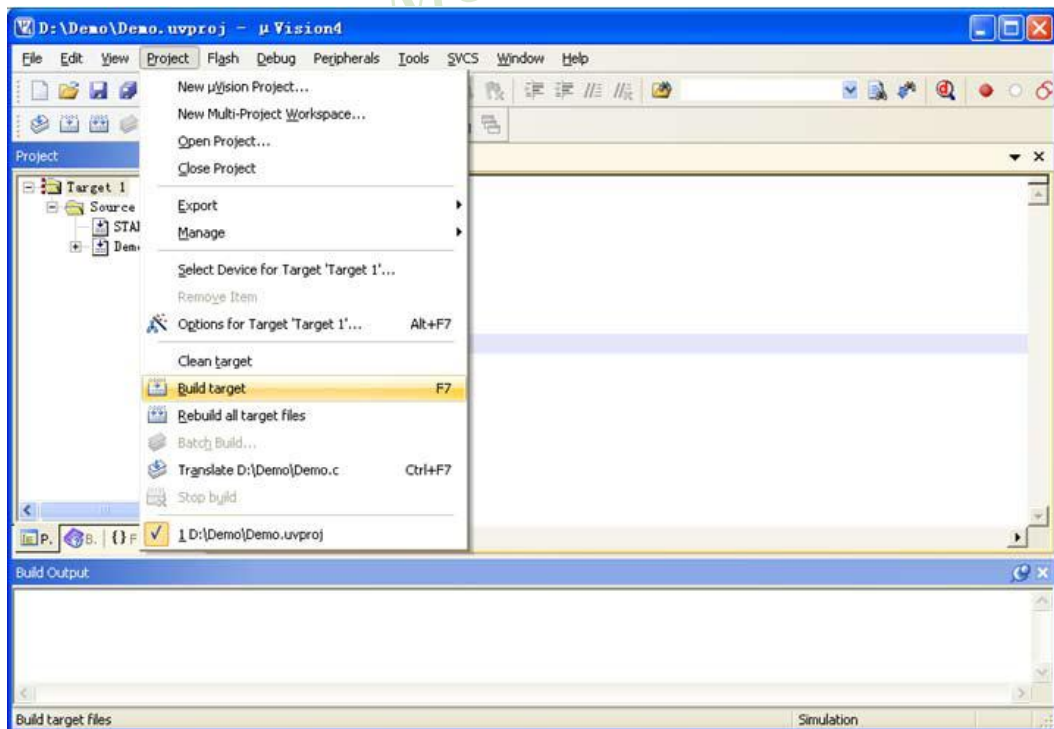 D:\Demo\Demo.uvproj - µVision4
File Edit View Project Flash Debug Peripherals Tools SVCS Window Help
Project
Target 1
Source
STA
Demo
New µVision Project...
New Multi-Project Workspace...
Open Project...
Close Project
Export
Manage
Select Device for Target 'Target 1'...
Remove Item
Options for Target 'Target 1'... Alt+F7
Clean target
Build target F7
Rebuild all target files
Batch Build...
Translate D:\Demo\Demo.c Ctrl+F7
Stop build
1 D:\Demo\Demo.uvproj
P. B. {} F
Build Output
Build target files Simulation